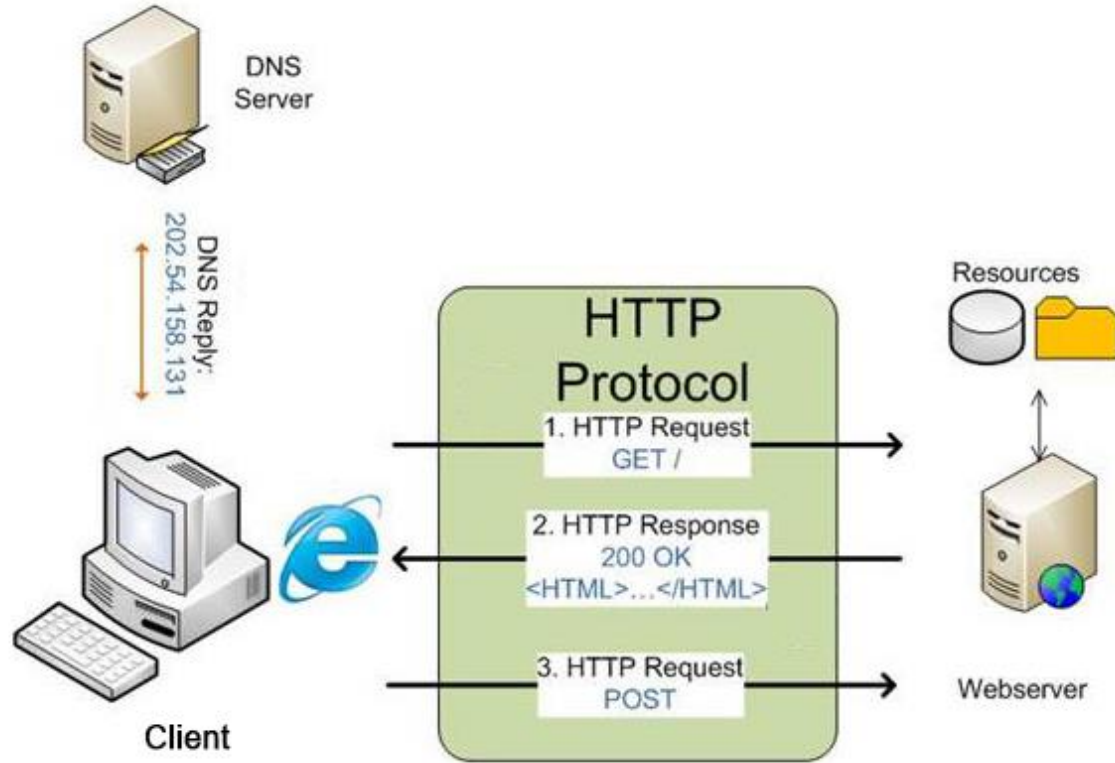 DNS
Server
DNS Reply:
202.54.158.131
HTTP
Protocol
1. HTTP Request
GET /
2. HTTP Response
200 OK
<HTML>...</HTML>
3. HTTP Request
POST
Resources
Webserver
Client